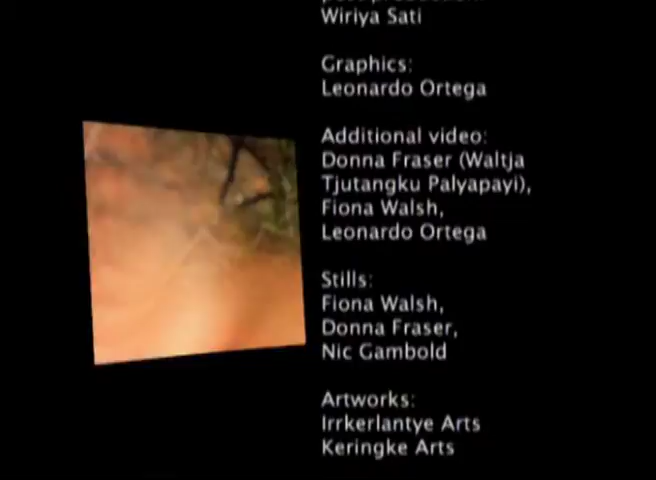 Wiriya Sati
Graphics:
Leonardo Ortega
Additional video:
Donna Fraser (Waltja
Tjutangku Palyapayi),
Fiona Walsh,
Leonardo Ortega
Stills:
Fiona Walsh,
Donna Fraser,
Nic Gambold
Artworks:
Irrkerlantye Arts
Keringke Arts